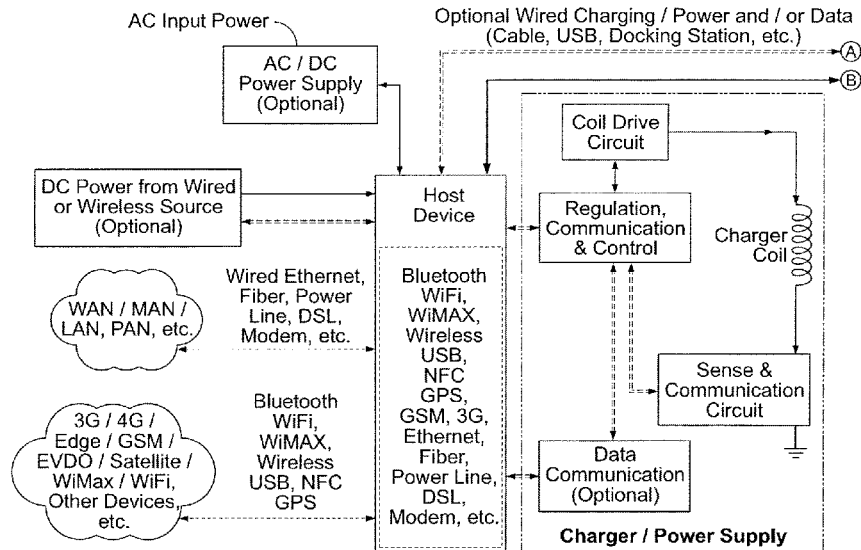 AC Input Power
Optional Wired Charging / Power and / or Data
(Cable, USB, Docking Station, etc.)
A
B
AC / DC
Power Supply
(Optional)
Coil Drive
Circuit
DC Power from Wired
or Wireless Source
(Optional)
Host
Device
Regulation,
Communication
& Control
Charger
Coil
WAN / MAN /
LAN, PAN, etc.
Wired Ethernet,
Fiber, Power
Line, DSL,
Modem, etc.
Bluetooth
WiFi,
WiMAX,
Wireless
USB,
NFC
GPS,
GSM, 3G,
Ethernet,
Fiber,
Power Line,
DSL,
Modem, etc.
Sense &
Communication
Circuit
3G / 4G /
Edge / GSM /
EVDO / Satellite /
WiMax / WiFi,
Other Devices,
etc.
Bluetooth
WiFi,
WiMAX,
Wireless
USB, NFC
GPS
Data
Communication
(Optional)
Charger / Power Supply